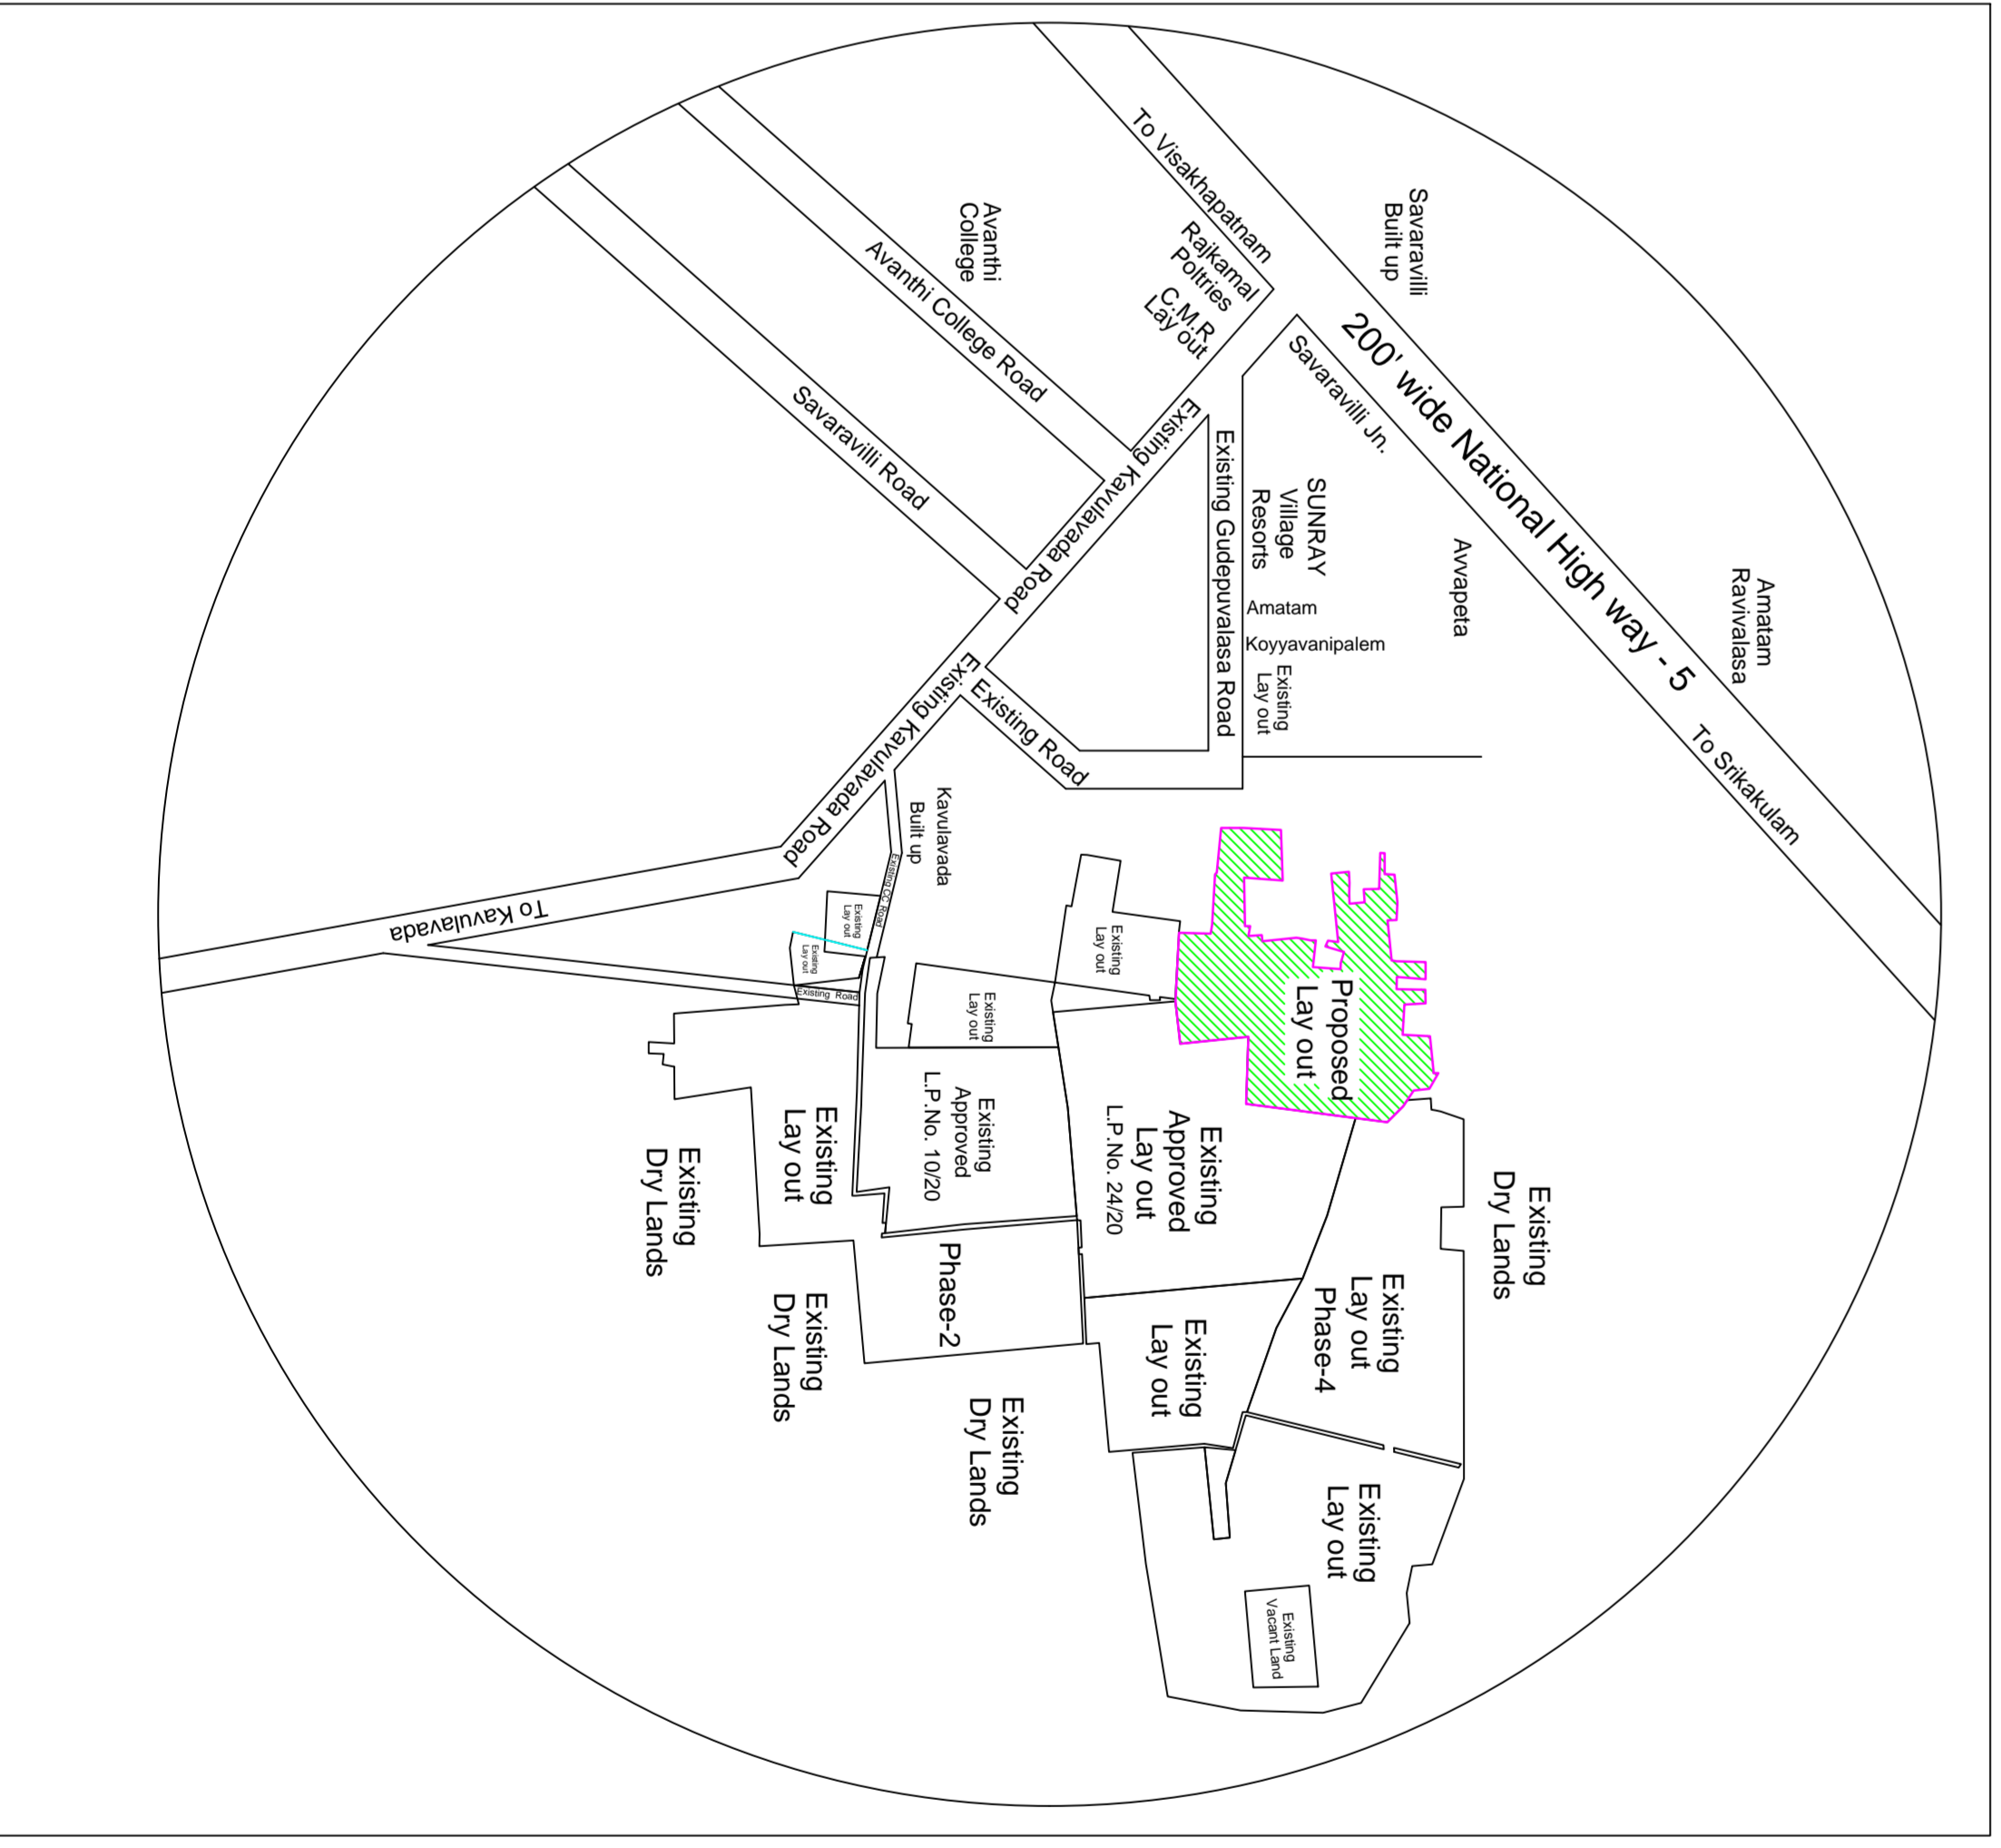 To Visakhapatnam
Savaravilli
Built up
200' wide National High way - 5
To Srikakulam
Amatam
Ravivalasa
Avvapeta
Savaravilli Jn.
Rajkamal
Poltries
C.M.R
Lay out
Avanthi
College
Avanthi College Road
Savaravilli Road
Existing Kavulavada Road
Existing Gudepuvalasa Road
SUNRAY
Village
Resorts
Amatam
Koyyavanipalem
Existing
Lay out
Existing Road
Existing Kavulavada Road
Kavulavada
Built up
Existing CC Road
To Kavulavada
Existing
Lay out
Existing
Lay out
Existing Road
Existing
Lay out
Existing
Lay out
Proposed
Lay out
Existing
Approved
L.P.No. 10/20
Existing
Approved
Lay out
L.P.No. 24/20
Existing
Lay out
Existing
Dry Lands
Existing
Dry Lands
Phase-2
Existing
Dry Lands
Existing
Lay out
Existing
Lay out
Phase-4
Existing
Dry Lands
Existing
Lay out
Existing
Vacant Land